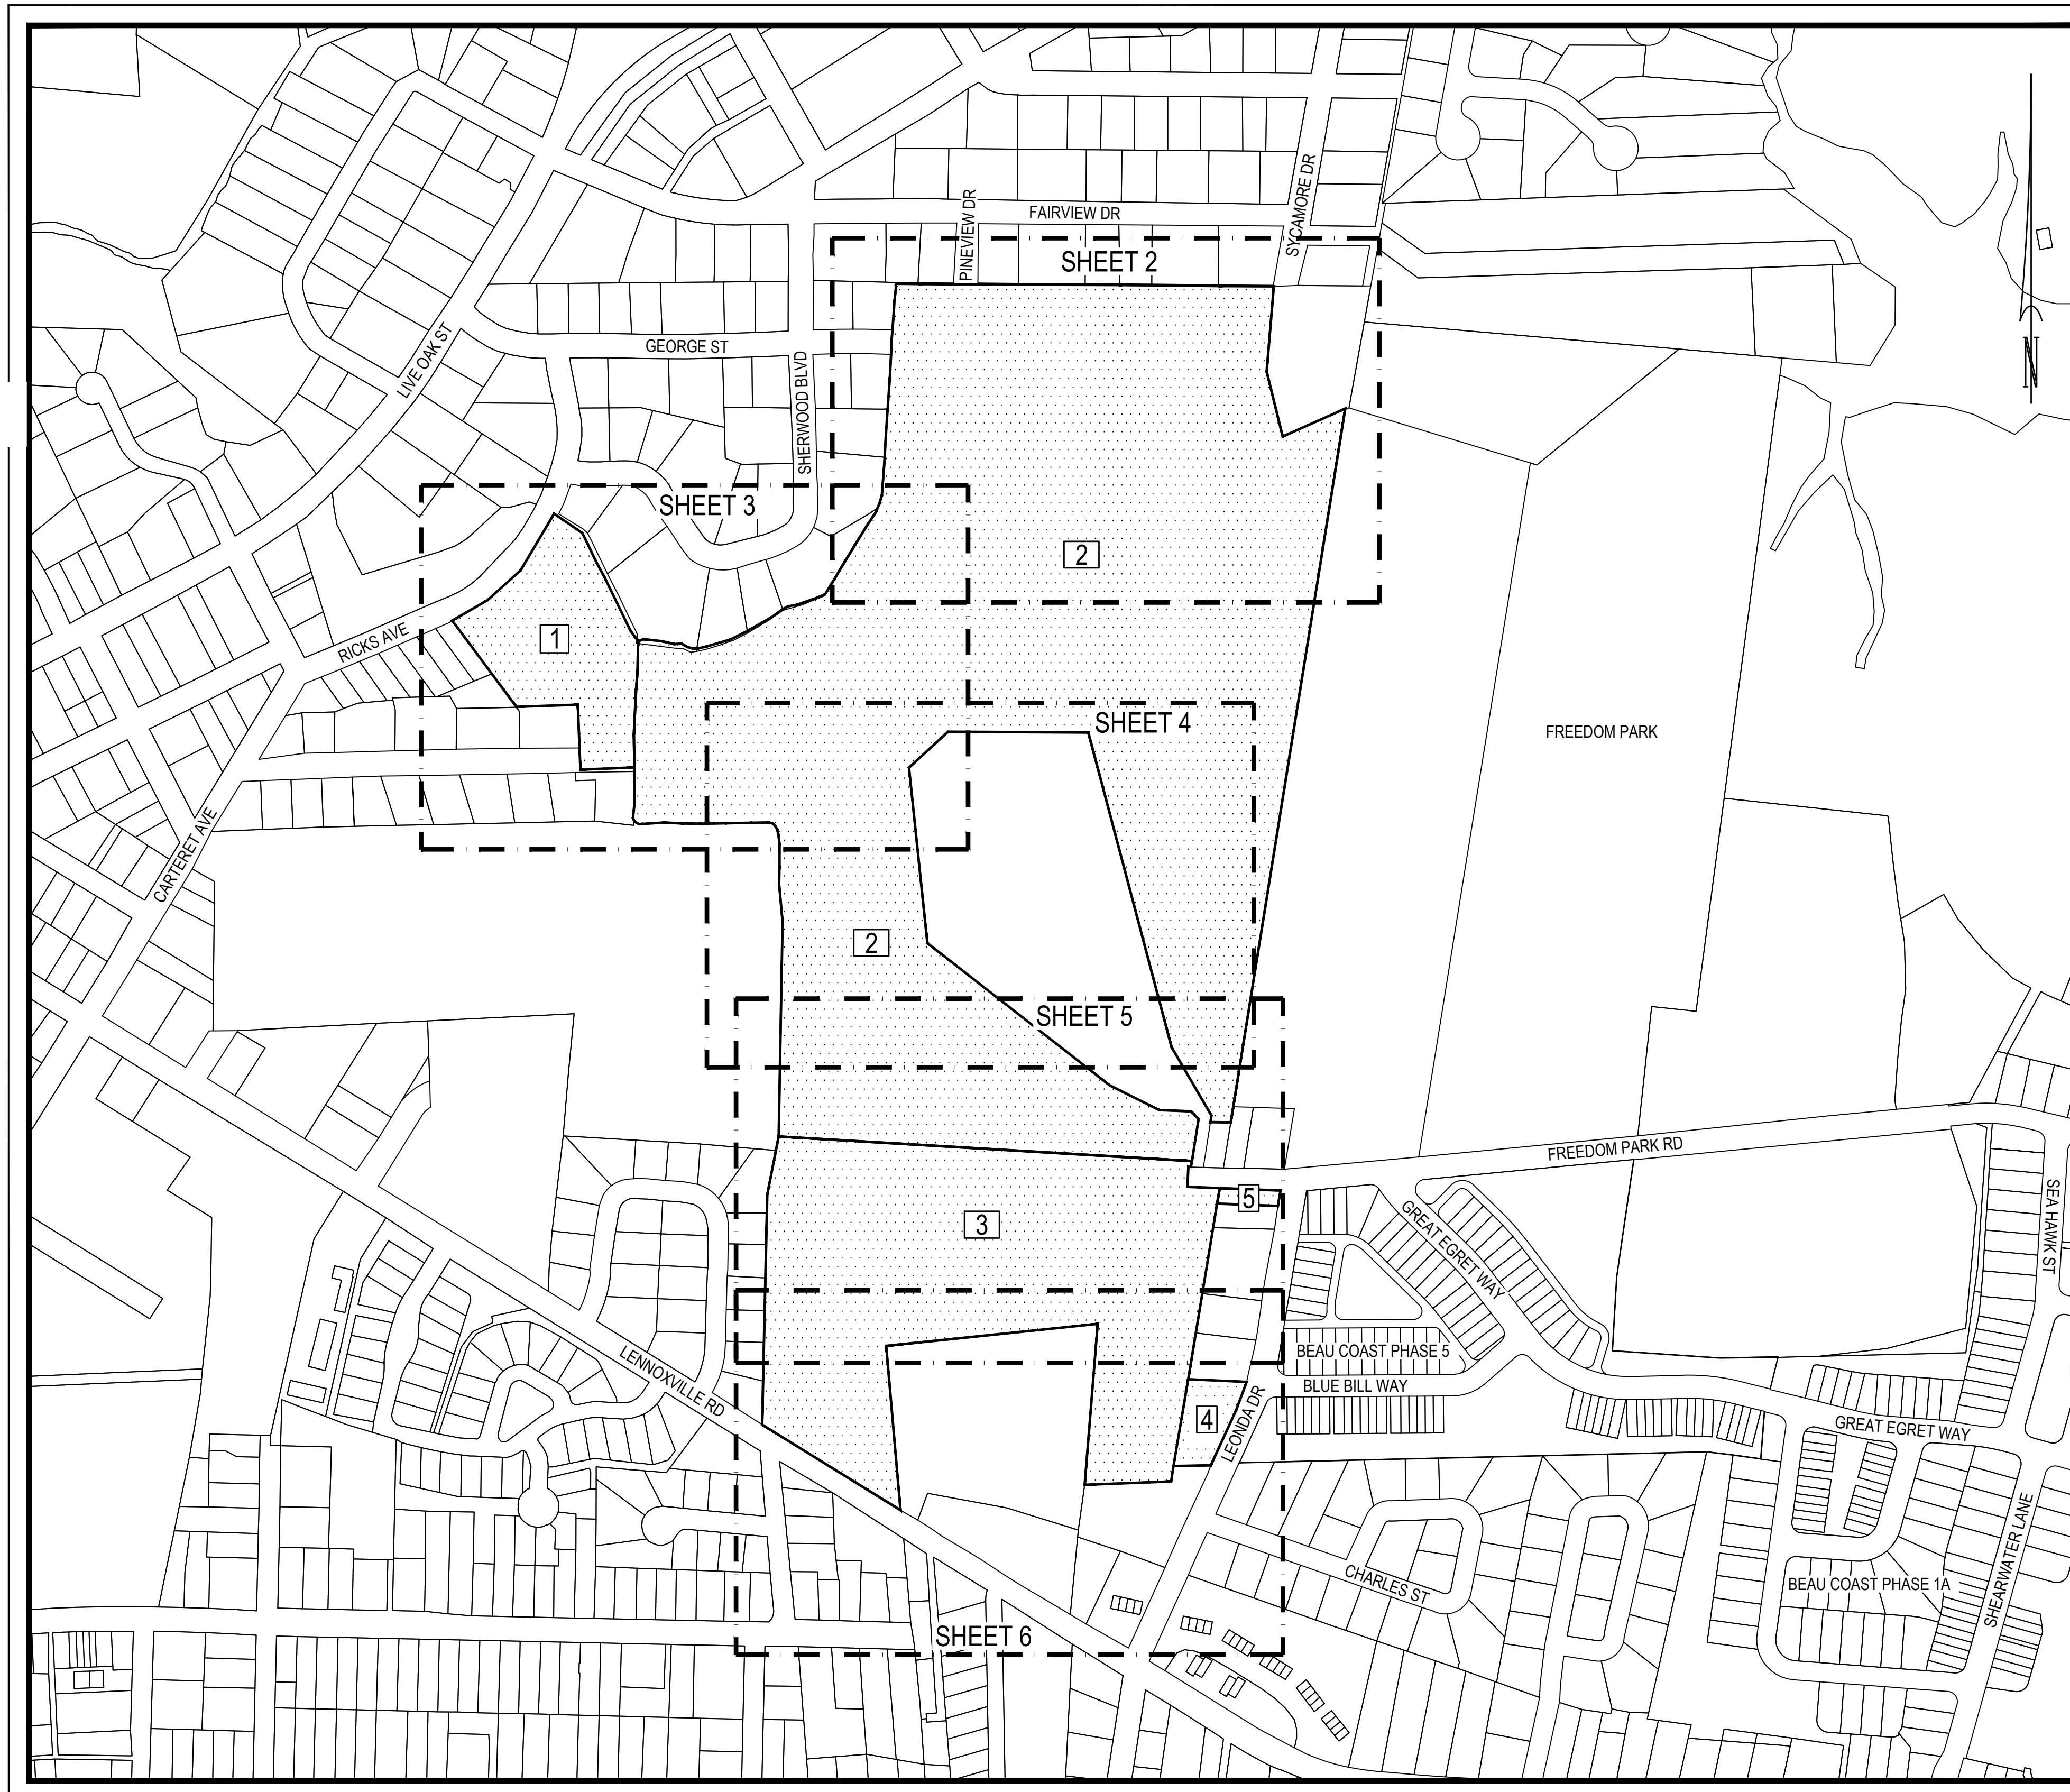 SYCAMORE DR
PINEVIEW DR
FAIRVIEW DR
SHEET 2
LIVE OAK ST
GEORGE ST
SHERWOOD BLVD
N
SHEET 3
2
1
RICKS AVE
SHEET 4
FREEDOM PARK
CARTERET AVE
2
SHEET 5
FREEDOM PARK RD
5
3
GREAT EGRET WAY
SEA HAWK ST
LENNOXVILLE RD
BEAU COAST PHASE 5
BLUE BILL WAY
4
LEONDA DR
GREAT EGRET WAY
CHARLES ST
SHEARWATER LANE
BEAU COAST PHASE 1A
SHEET 6